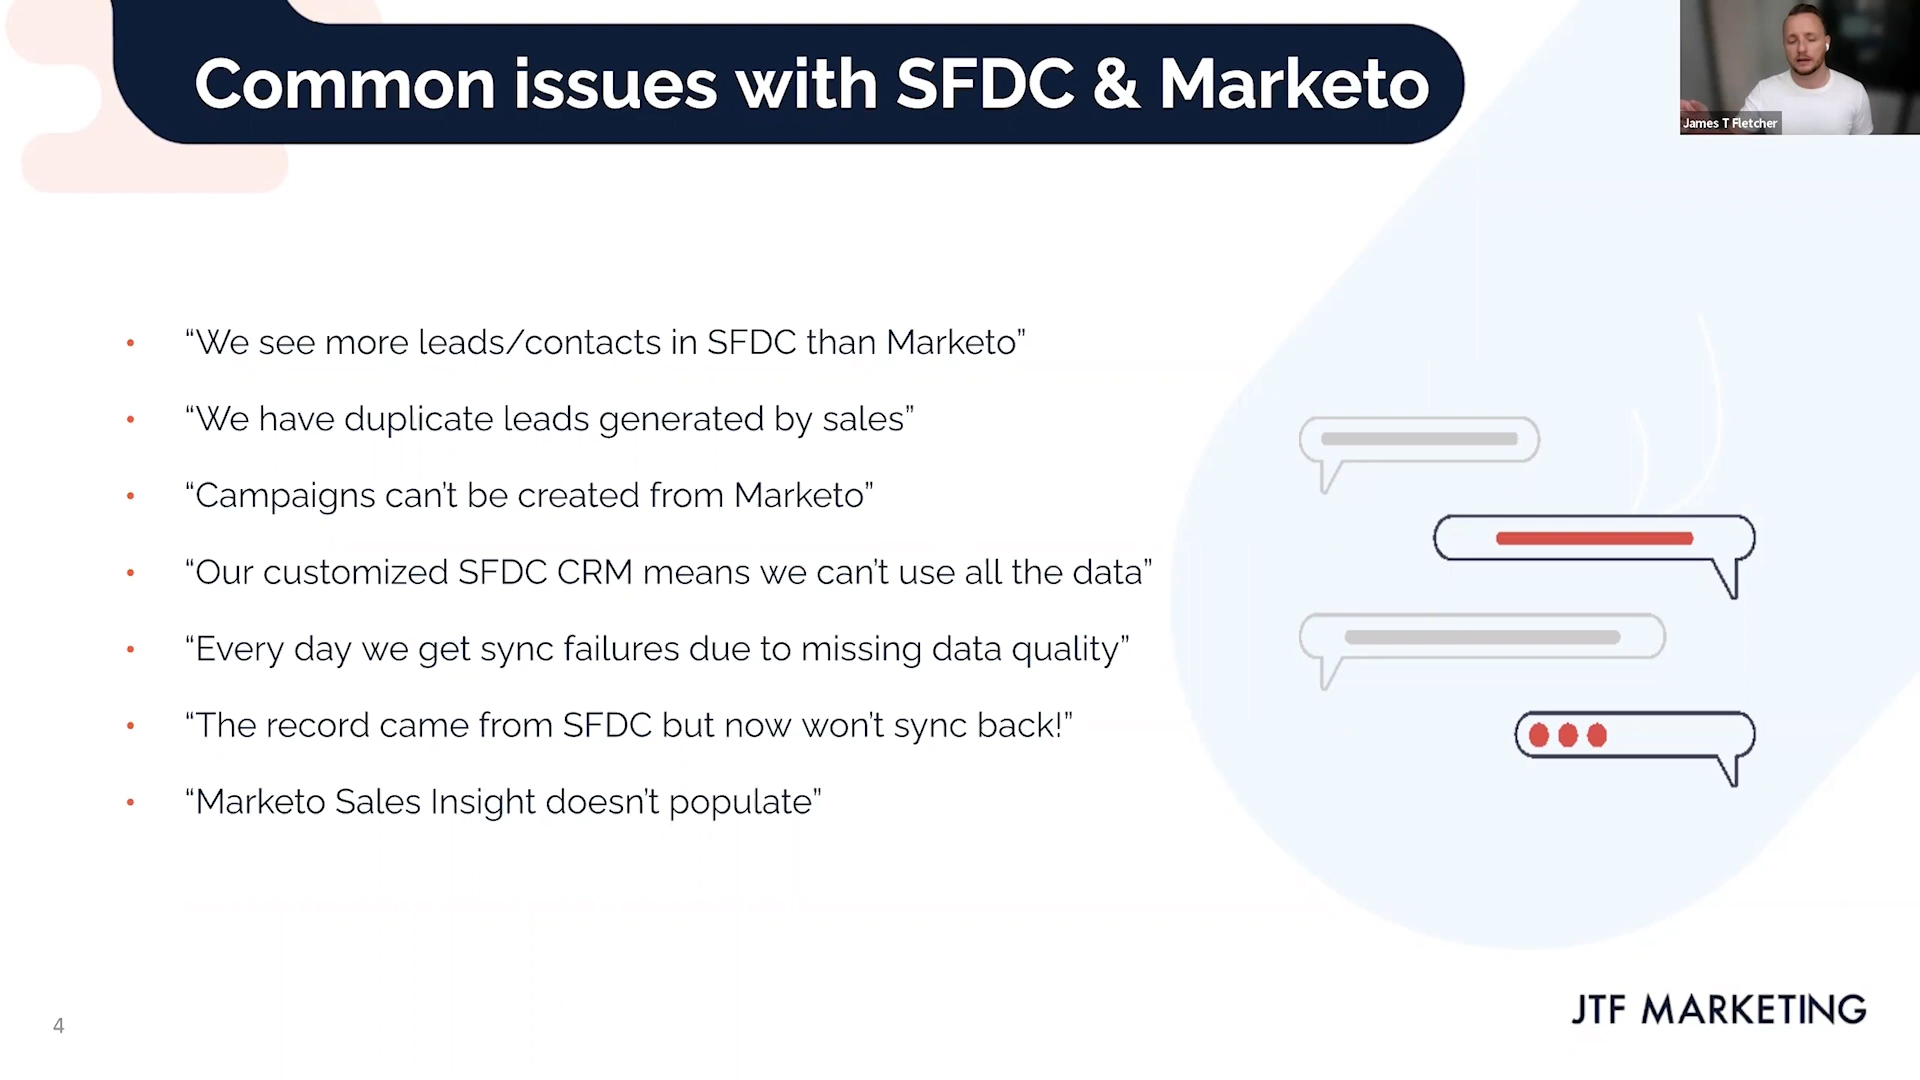 Common issues with SFDC & Marketo
James T Fletcher
• “We see more leads/contacts in SFDC than Marketo”
• “We have duplicate leads generated by sales”
• “Campaigns can’t be created from Marketo”
• “Our customized SFDC CRM means we can’t use all the data”
• “Every day we get sync failures due to missing data quality”
• “The record came from SFDC but now won’t sync back!”
• “Marketo Sales Insight doesn’t populate”
4
JTF MARKETING